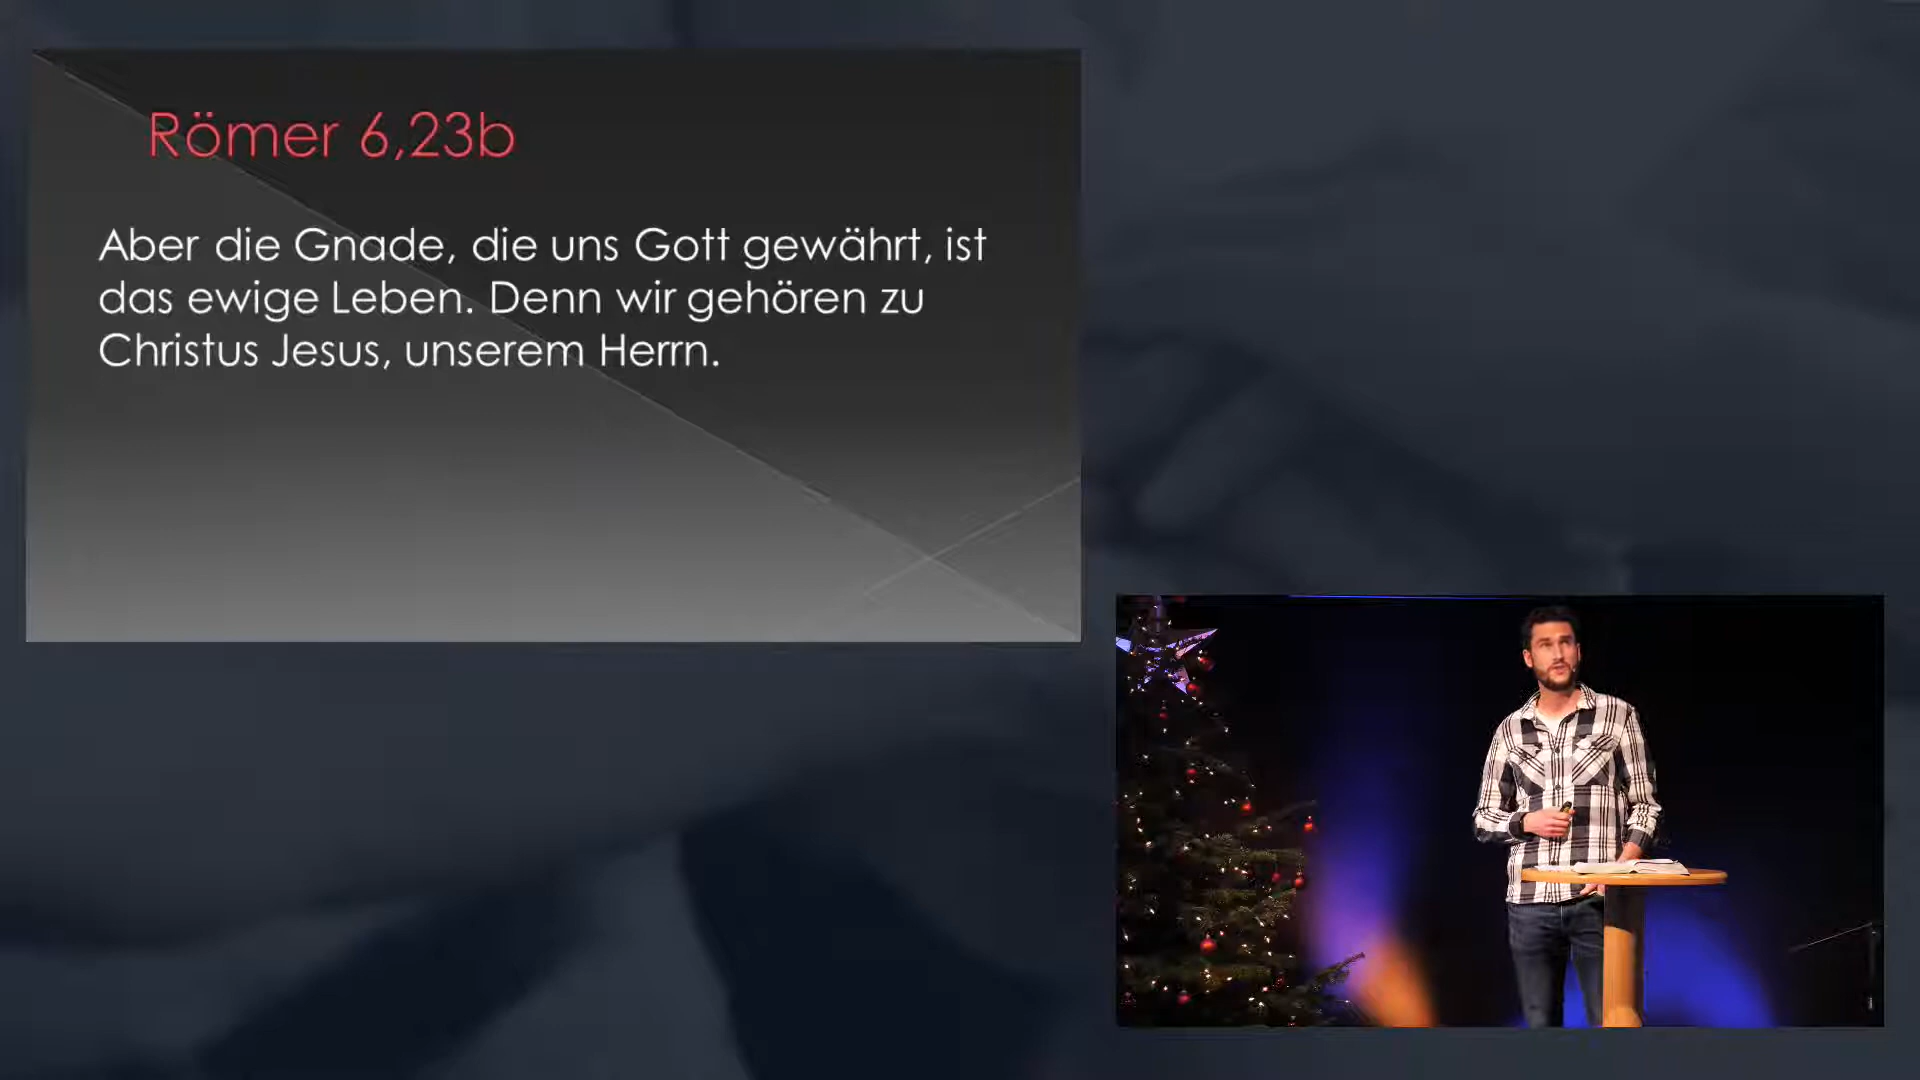 Römer 6,23b
Aber die Gnade, die uns Gott gewährt, ist
das ewige Leben. Denn wir gehören zu
Christus Jesus, unserem Herrn.